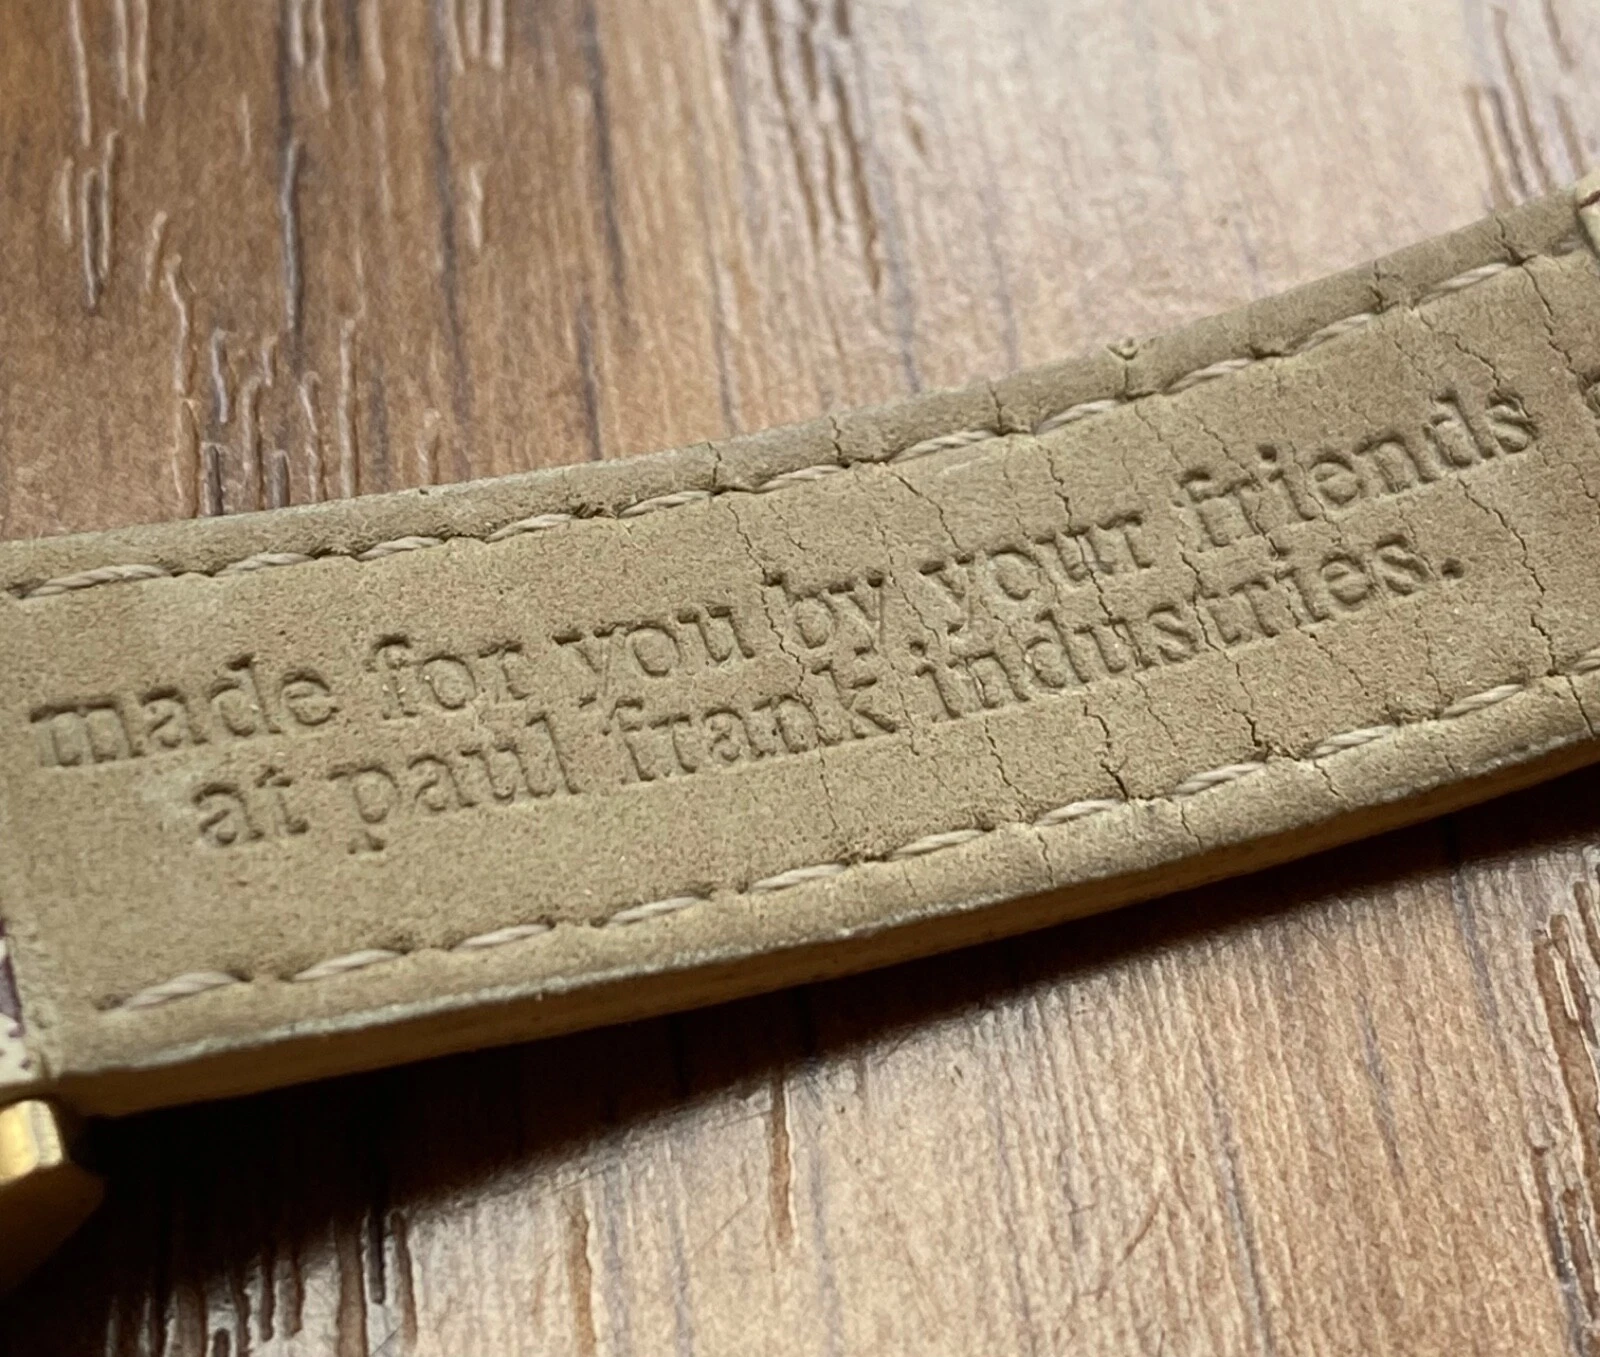 made for you by your friends
at paul frank industries.